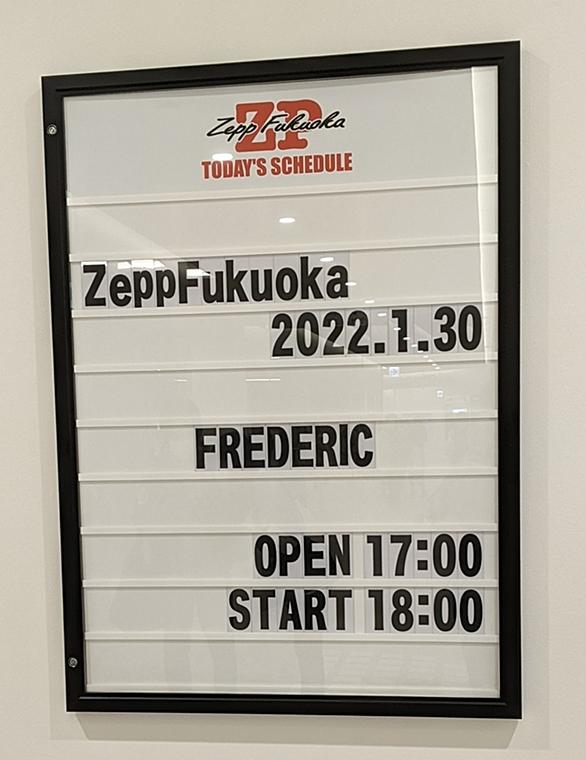 ZP
Zepp Fukuoka
TODAY'S SCHEDULE
ZeppFukuoka
2022.1.30
FREDERIC
OPEN 17:00
START 18:00